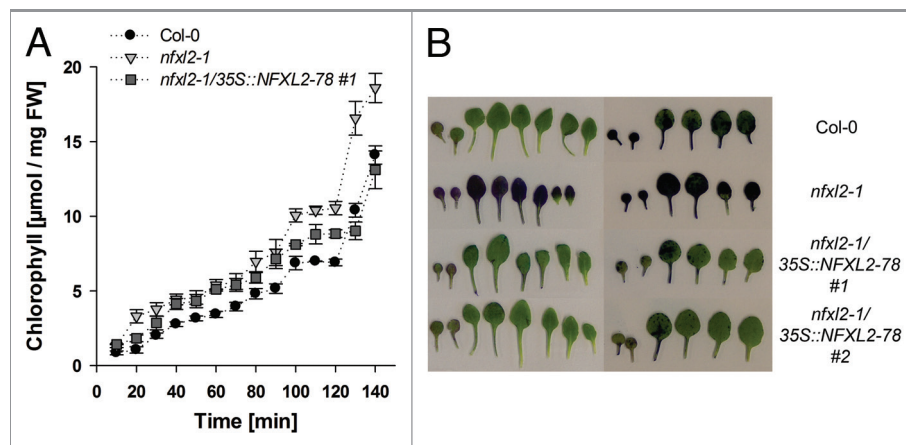 A
Col-0
nfxl2-1
nfxl2-1/35S::NFXL2-78 #1
Chlorophyll [µmol / mg FW]
20
15
10
5
0
0 20 40 60 80 100 120 140
Time [min]
B
Col-0
nfxl2-1
nfxl2-1/
35S::NFXL2-78
#1
nfxl2-1/
35S::NFXL2-78
#2